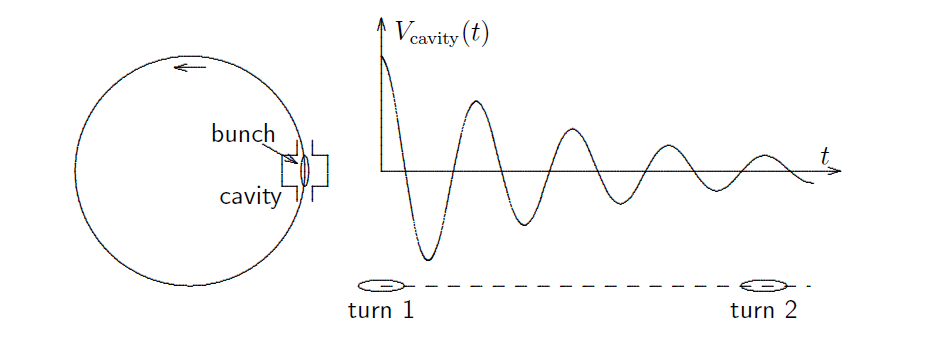 V_cavity(t)
bunch
t
cavity
turn 1
turn 2